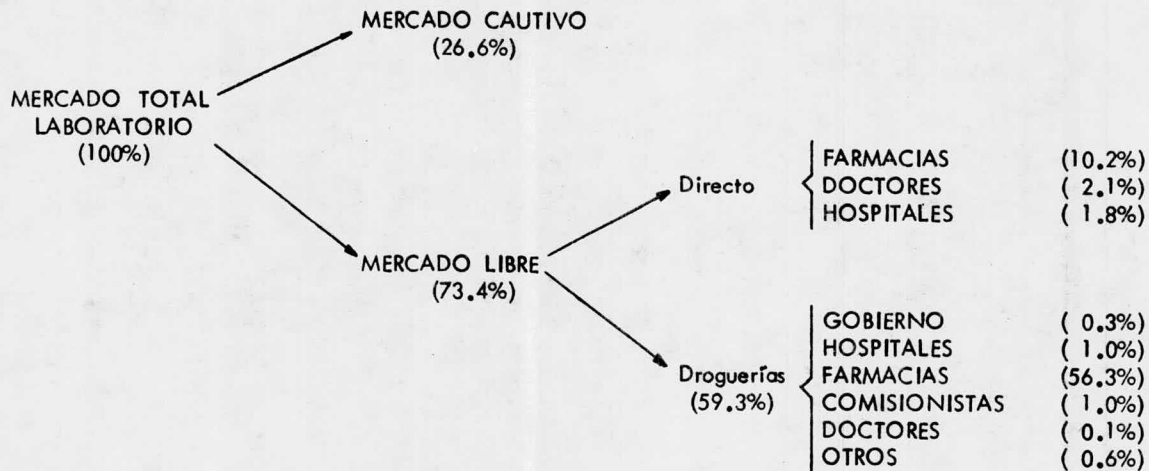 MERCADO CAUTIVO
(26.6%)
MERCADO TOTAL
LABORATORIO
(100%)
MERCADO LIBRE
(73.4%)
Directo
FARMACIAS (10.2%)
DOCTORES ( 2.1%)
HOSPITALES ( 1.8%)
Droguerías
(59.3%)
GOBIERNO ( 0.3%)
HOSPITALES ( 1.0%)
FARMACIAS (56.3%)
COMISIONISTAS ( 1.0%)
DOCTORES ( 0.1%)
OTROS ( 0.6%)